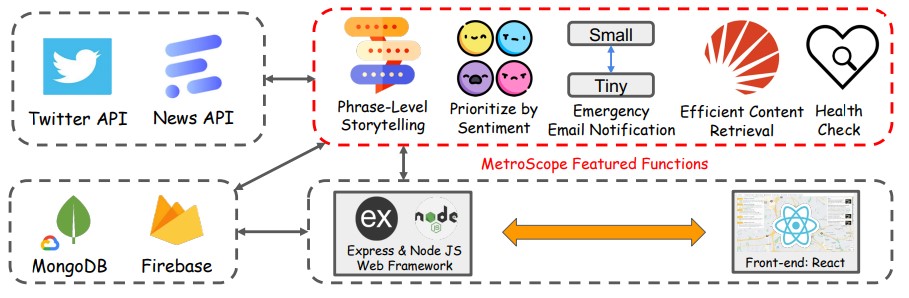 Twitter API
News API
Phrase-Level
Storytelling
Prioritize by
Sentiment
Small
Tiny
Emergency
Email Notification
Efficient Content
Retrieval
Health
Check
MetroScope Featured Functions
MongoDB
Firebase
ex
node
JS
Express & Node JS
Web Framework
Front-end: React